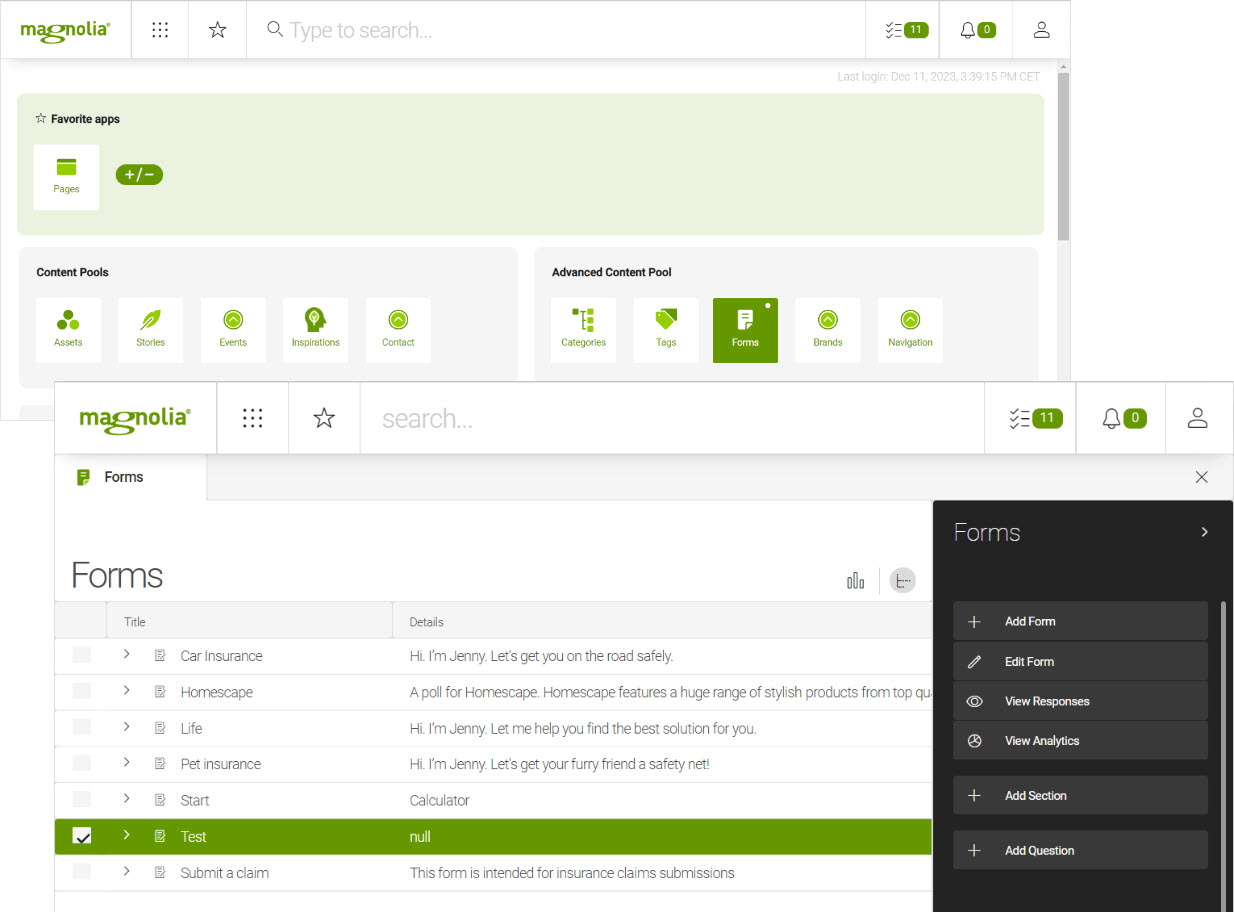 magnolia®
Type to search...
11
0
Last login: Dec 11, 2023, 3:39:15 PM CET
Favorite apps
Pages
+/−
Content Pools
Assets
Stories
Events
Inspirations
Contact
Advanced Content Pool
Categories
Tags
Forms
Brands
Navigation
magnolia®
search...
11
0
Forms
Forms
Title Details
Car Insurance Hi. I’m Jenny. Let’s get you on the road safely.
Homescape A poll for Homescape. Homescape features a huge range of stylish products from top qu
Life Hi. I’m Jenny. Let me help you find the best solution for you.
Pet insurance Hi. I’m Jenny. Let’s get your furry friend a safety net!
Start Calculator
Test null
Submit a claim This form is intended for insurance claims submissions
Forms
Add Form
Edit Form
View Responses
View Analytics
Add Section
Add Question